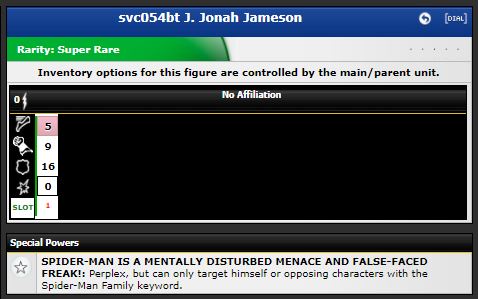 svc054bt J. Jonah Jameson
[DIAL]
Rarity: Super Rare
Inventory options for this figure are controlled by the main/parent unit.
0
No Affiliation
5
9
16
0
SLOT 1
Special Powers
SPIDER-MAN IS A MENTALLY DISTURBED MENACE AND FALSE-FACED
FREAK!: Perplex, but can only target himself or opposing characters with the
Spider-Man Family keyword.